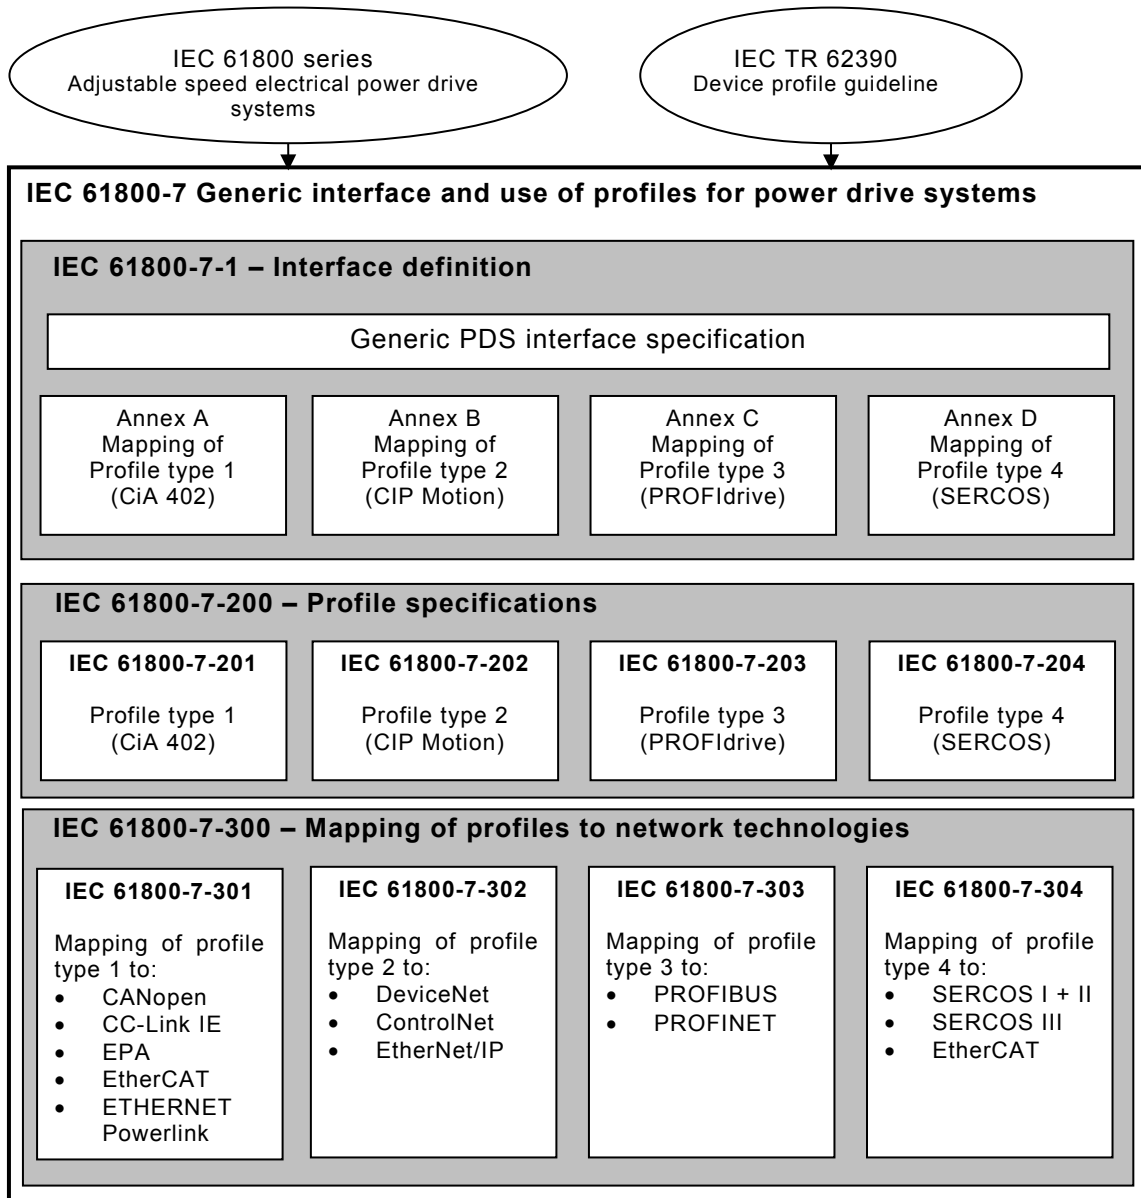 IEC 61800 series
Adjustable speed electrical power drive
systems
IEC TR 62390
Device profile guideline
IEC 61800-7 Generic interface and use of profiles for power drive systems
IEC 61800-7-1 – Interface definition
Generic PDS interface specification
Annex A
Mapping of
Profile type 1
(CiA 402)
Annex B
Mapping of
Profile type 2
(CIP Motion)
Annex C
Mapping of
Profile type 3
(PROFIdrive)
Annex D
Mapping of
Profile type 4
(SERCOS)
IEC 61800-7-200 – Profile specifications
IEC 61800-7-201
Profile type 1
(CiA 402)
IEC 61800-7-202
Profile type 2
(CIP Motion)
IEC 61800-7-203
Profile type 3
(PROFIdrive)
IEC 61800-7-204
Profile type 4
(SERCOS)
IEC 61800-7-300 – Mapping of profiles to network technologies
IEC 61800-7-301
Mapping of profile
type 1 to:
• CANopen
• CC-Link IE
• EPA
• EtherCAT
• ETHERNET
Powerlink
IEC 61800-7-302
Mapping of profile
type 2 to:
• DeviceNet
• ControlNet
• EtherNet/IP
IEC 61800-7-303
Mapping of profile
type 3 to:
• PROFIBUS
• PROFINET
IEC 61800-7-304
Mapping of profile
type 4 to:
• SERCOS I + II
• SERCOS III
• EtherCAT